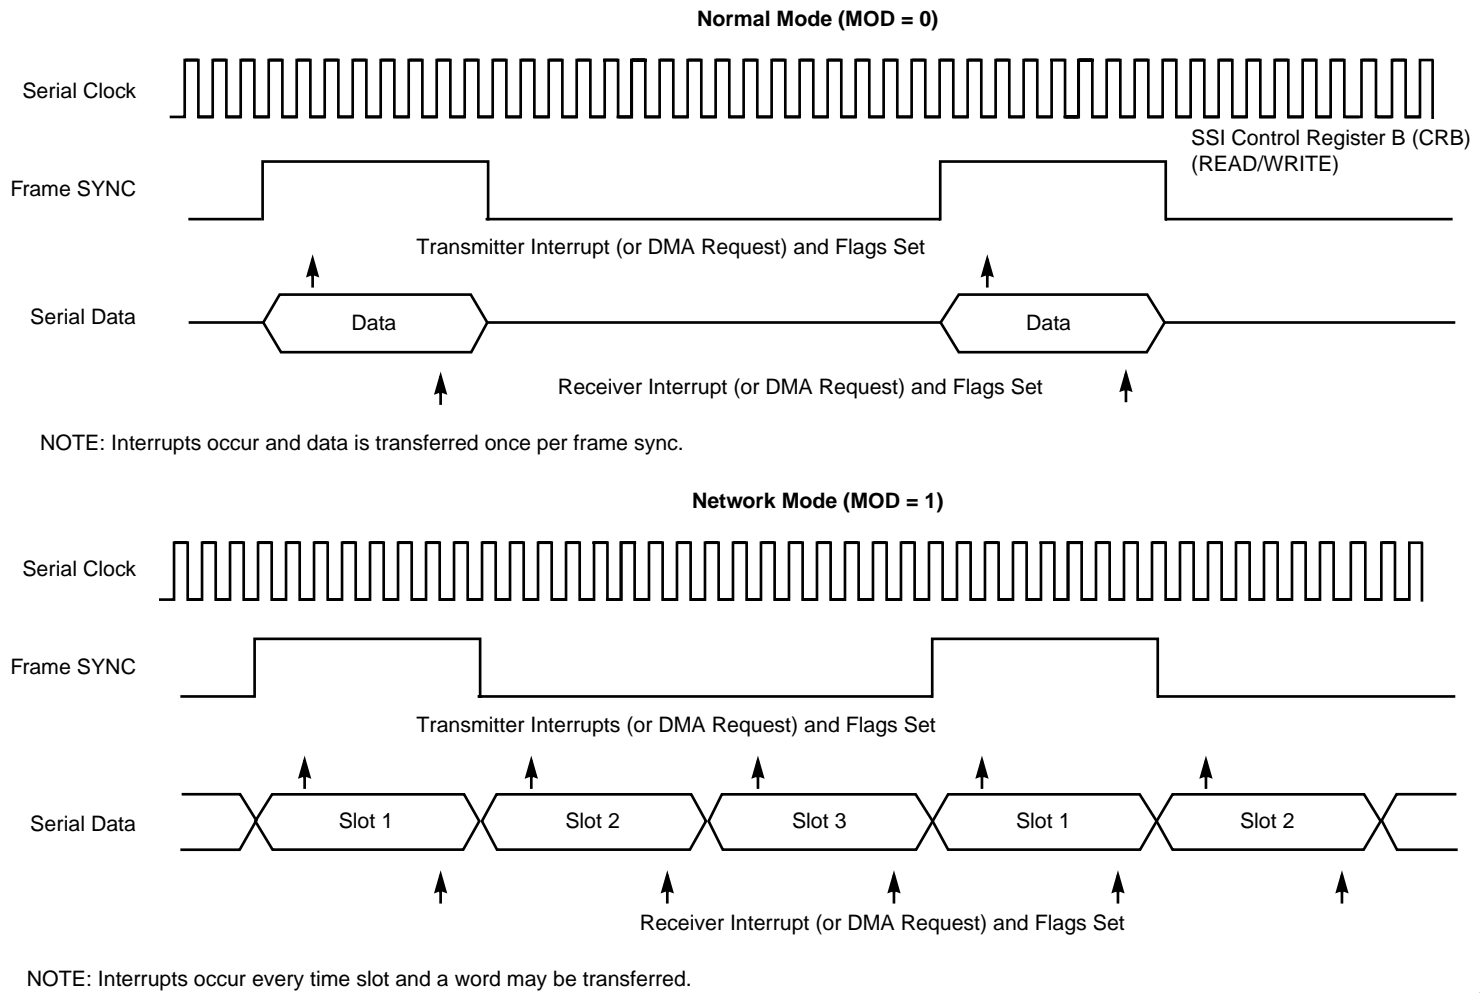 Normal Mode (MOD = 0)
Serial Clock
SSI Control Register B (CRB)
(READ/WRITE)
Frame SYNC
Transmitter Interrupt (or DMA Request) and Flags Set
Serial Data
Data
Data
Receiver Interrupt (or DMA Request) and Flags Set
NOTE: Interrupts occur and data is transferred once per frame sync.
Network Mode (MOD = 1)
Serial Clock
Frame SYNC
Transmitter Interrupts (or DMA Request) and Flags Set
Serial Data
Slot 1
Slot 2
Slot 3
Slot 1
Slot 2
Receiver Interrupt (or DMA Request) and Flags Set
NOTE: Interrupts occur every time slot and a word may be transferred.